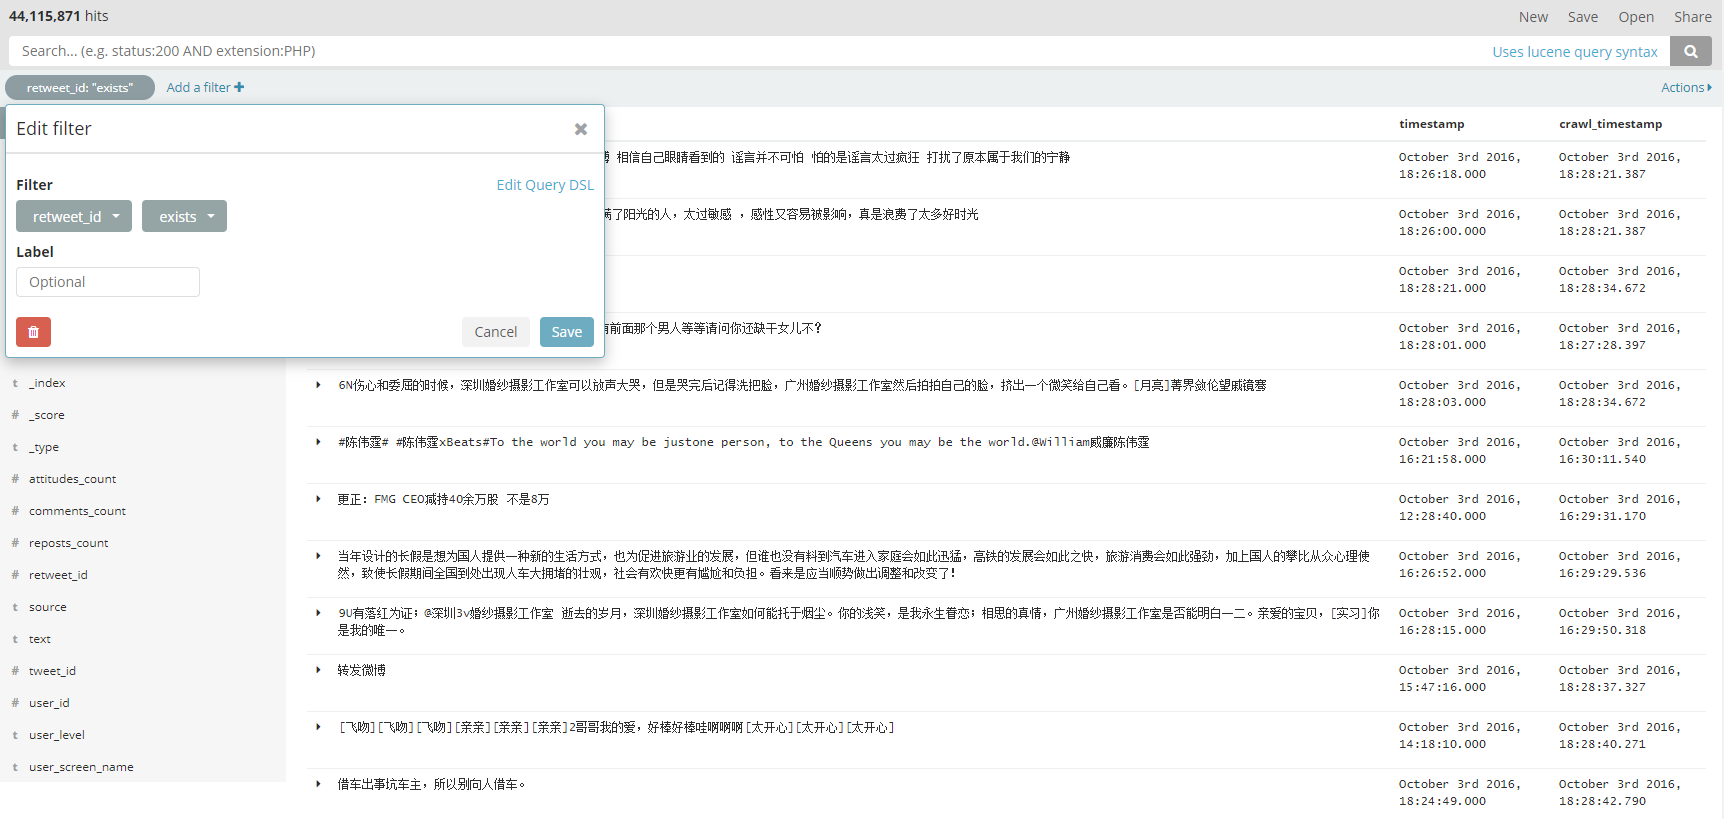 44,115,871 hits
New Save Open Share
Search... (e.g. status:200 AND extension:PHP)
Uses lucene query syntax
retweet_id: "exists"
Add a filter
Actions
Edit filter
Filter
Edit Query DSL
retweet_id
exists
Label
Optional
Cancel
Save
t _index
# _score
t _type
# attitudes_count
# comments_count
# reposts_count
# retweet_id
t source
t text
# tweet_id
# user_id
t user_level
t user_screen_name
timestamp
crawl_timestamp
相信自己眼睛看到的 谣言并不可怕 怕的是谣言太过疯狂 打扰了原本属于我们的宁静
October 3rd 2016,
18:26:18.000
October 3rd 2016,
18:28:21.387
满了阳光的人，太过敏感 ，感性又容易被影响，真是浪费了太多好时光
October 3rd 2016,
18:26:00.000
October 3rd 2016,
18:28:21.387
October 3rd 2016,
18:28:21.000
October 3rd 2016,
18:28:34.672
有前面那个男人等等请问你还缺干女儿不？
October 3rd 2016,
18:28:01.000
October 3rd 2016,
18:27:28.397
6N伤心和委屈的时候，深圳婚纱摄影工作室可以放声大哭，但是哭完后记得洗把脸，广州婚纱摄影工作室然后拍拍自己的脸，挤出一个微笑给自己看。[月亮]菁界敛伦望戚镜骞
October 3rd 2016,
18:28:03.000
October 3rd 2016,
18:28:34.672
#陈伟霆# #陈伟霆xBeats#To the world you may be justone person, to the Queens you may be the world.@William威廉陈伟霆
October 3rd 2016,
16:21:58.000
October 3rd 2016,
16:30:11.540
更正：FMG CEO减持40余万股 不是8万
October 3rd 2016,
12:28:40.000
October 3rd 2016,
16:29:31.170
当年设计的长假是想为国人提供一种新的生活方式，也为促进旅游业的发展，但谁也没有料到汽车进入家庭会如此迅猛，高铁的发展会如此之快，旅游消费会如此强劲，加上国人的攀比从众心理使
然，致使长假期间全国到处出现人车大拥堵的壮观，社会有欢快更有尴尬和负担。看来是应当顺势做出调整和改变了！
October 3rd 2016,
16:26:52.000
October 3rd 2016,
16:29:29.536
9U有落红为证；@深圳3v婚纱摄影工作室 逝去的岁月，深圳婚纱摄影工作室如何能托于烟尘。你的浅笑，是我永生眷恋；相思的真情，广州婚纱摄影工作室是否能明白一二。亲爱的宝贝，[实习]你
是我的唯一。
October 3rd 2016,
16:28:15.000
October 3rd 2016,
16:29:50.318
转发微博
October 3rd 2016,
15:47:16.000
October 3rd 2016,
18:28:37.327
[飞吻][飞吻][飞吻][亲亲][亲亲][亲亲]2哥哥我的爱，好棒好棒哇啊啊啊[太开心][太开心][太开心]
October 3rd 2016,
14:18:10.000
October 3rd 2016,
18:28:40.271
借车出事坑车主，所以别向人借车。
October 3rd 2016,
18:24:49.000
October 3rd 2016,
18:28:42.790